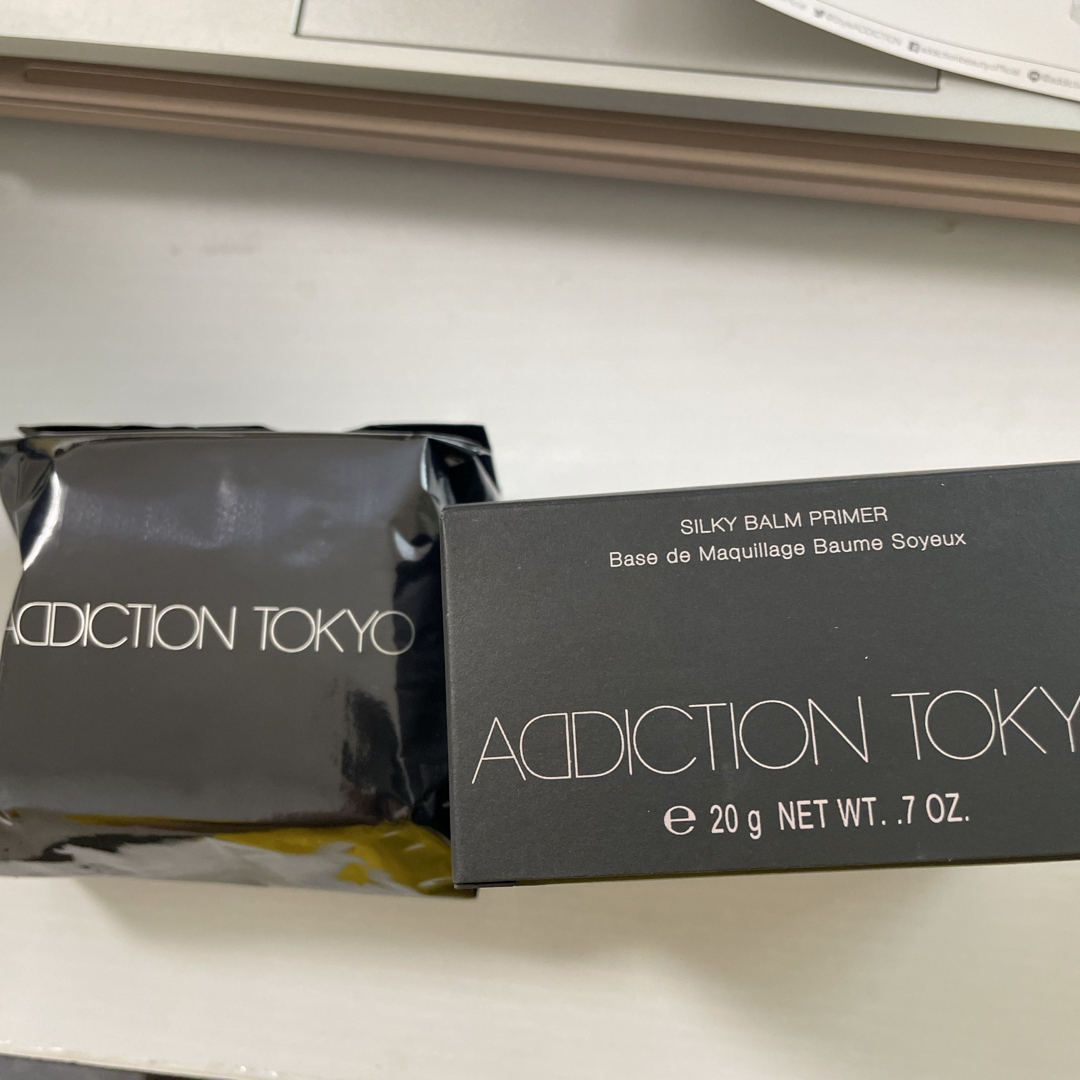 ADDICTION TOKYO
SILKY BALM PRIMER
Base de Maquillage Baume Soyeux
ADDICTION TOKY
℮ 20 g NET WT. .7 OZ.